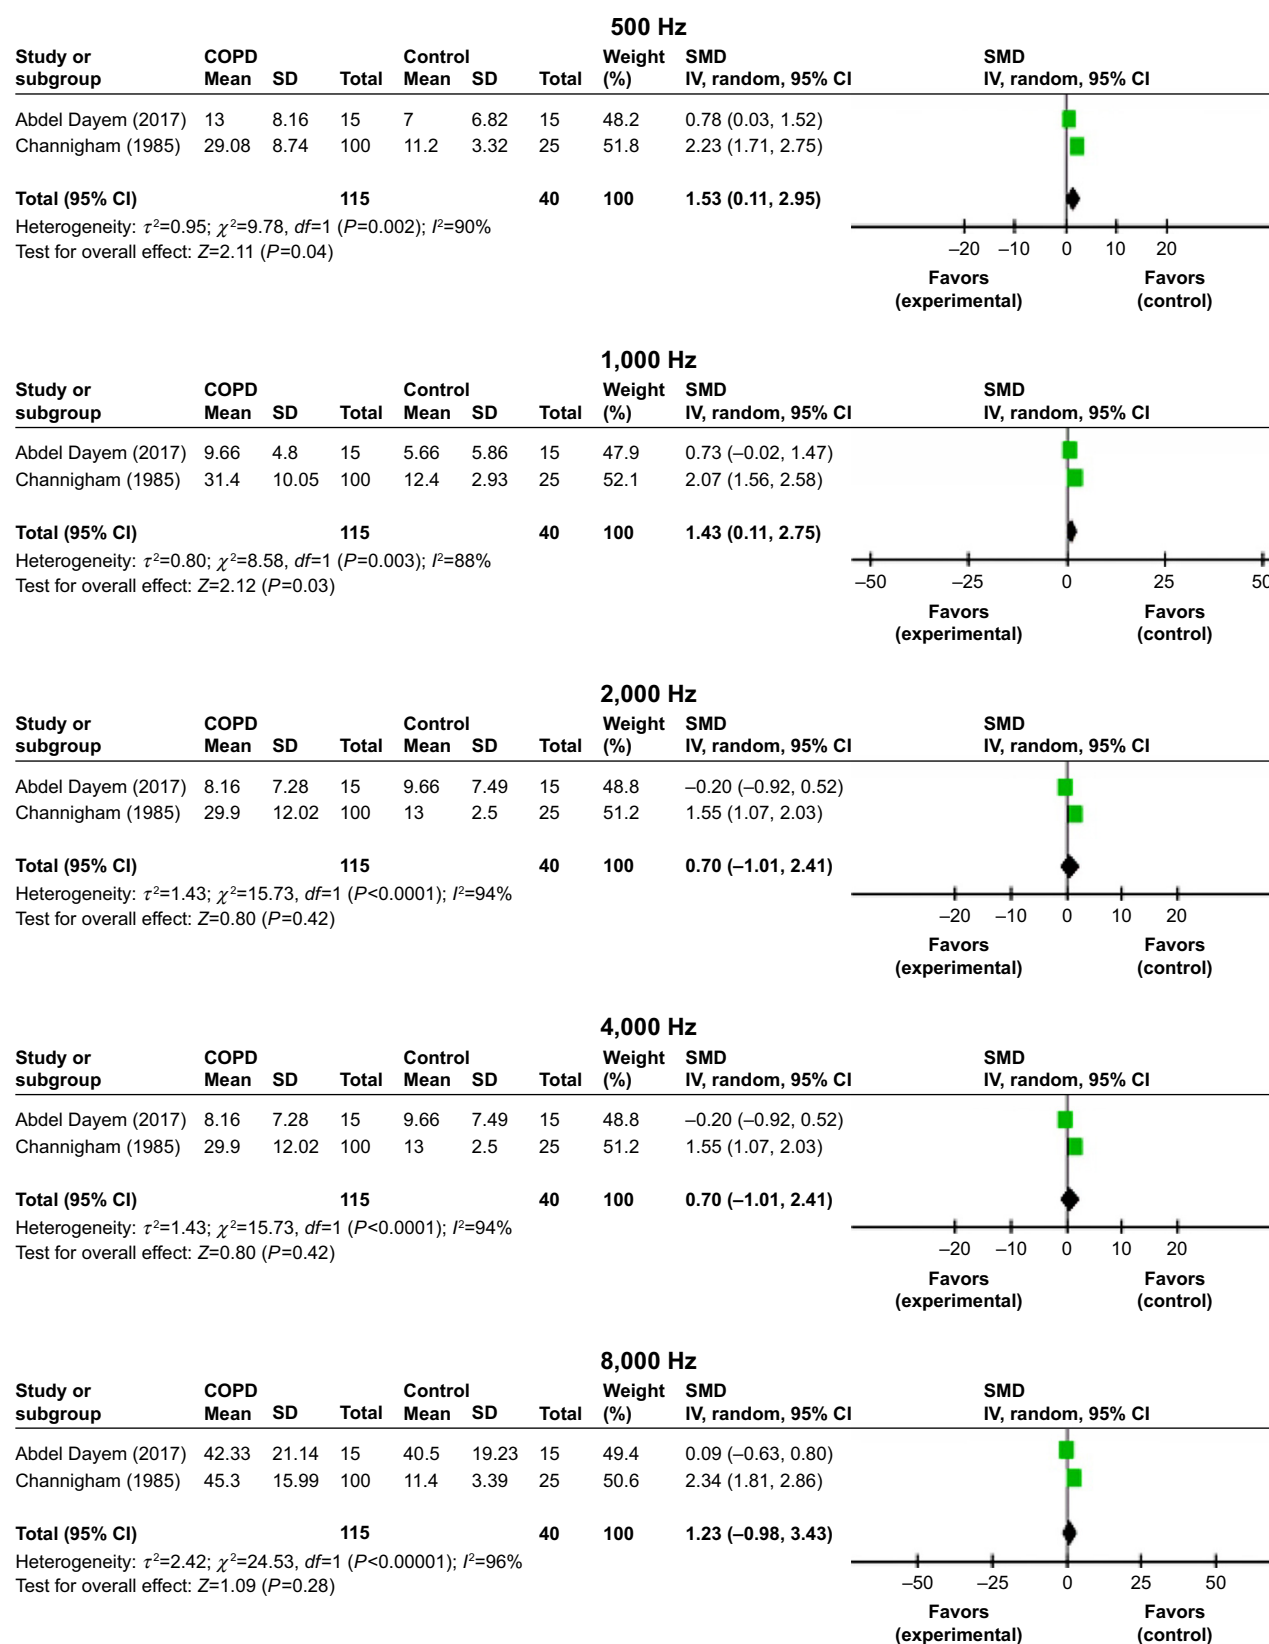 500 Hz
Study or COPD Control Weight SMD SMD
subgroup Mean SD Total Mean SD Total (%) IV, random, 95% CI IV, random, 95% CI
Abdel Dayem (2017) 13 8.16 15 7 6.82 15 48.2 0.78 (0.03, 1.52)
Channigham (1985) 29.08 8.74 100 11.2 3.32 25 51.8 2.23 (1.71, 2.75)
Total (95% CI) 115 40 100 1.53 (0.11, 2.95)
Heterogeneity: τ²=0.95; χ²=9.78, df=1 (P=0.002); I²=90%
Test for overall effect: Z=2.11 (P=0.04)
–20 –10 0 10 20
Favors Favors
(experimental) (control)
1,000 Hz
Study or COPD Control Weight SMD SMD
subgroup Mean SD Total Mean SD Total (%) IV, random, 95% CI IV, random, 95% CI
Abdel Dayem (2017) 9.66 4.8 15 5.66 5.86 15 47.9 0.73 (–0.02, 1.47)
Channigham (1985) 31.4 10.05 100 12.4 2.93 25 52.1 2.07 (1.56, 2.58)
Total (95% CI) 115 40 100 1.43 (0.11, 2.75)
Heterogeneity: τ²=0.80; χ²=8.58, df=1 (P=0.003); I²=88%
Test for overall effect: Z=2.12 (P=0.03)
–50 –25 0 25 50
Favors Favors
(experimental) (control)
2,000 Hz
Study or COPD Control Weight SMD SMD
subgroup Mean SD Total Mean SD Total (%) IV, random, 95% CI IV, random, 95% CI
Abdel Dayem (2017) 8.16 7.28 15 9.66 7.49 15 48.8 –0.20 (–0.92, 0.52)
Channigham (1985) 29.9 12.02 100 13 2.5 25 51.2 1.55 (1.07, 2.03)
Total (95% CI) 115 40 100 0.70 (–1.01, 2.41)
Heterogeneity: τ²=1.43; χ²=15.73, df=1 (P<0.0001); I²=94%
Test for overall effect: Z=0.80 (P=0.42)
–20 –10 0 10 20
Favors Favors
(experimental) (control)
4,000 Hz
Study or COPD Control Weight SMD SMD
subgroup Mean SD Total Mean SD Total (%) IV, random, 95% CI IV, random, 95% CI
Abdel Dayem (2017) 8.16 7.28 15 9.66 7.49 15 48.8 –0.20 (–0.92, 0.52)
Channigham (1985) 29.9 12.02 100 13 2.5 25 51.2 1.55 (1.07, 2.03)
Total (95% CI) 115 40 100 0.70 (–1.01, 2.41)
Heterogeneity: τ²=1.43; χ²=15.73, df=1 (P<0.0001); I²=94%
Test for overall effect: Z=0.80 (P=0.42)
–20 –10 0 10 20
Favors Favors
(experimental) (control)
8,000 Hz
Study or COPD Control Weight SMD SMD
subgroup Mean SD Total Mean SD Total (%) IV, random, 95% CI IV, random, 95% CI
Abdel Dayem (2017) 42.33 21.14 15 40.5 19.23 15 49.4 0.09 (–0.63, 0.80)
Channigham (1985) 45.3 15.99 100 11.4 3.39 25 50.6 2.34 (1.81, 2.86)
Total (95% CI) 115 40 100 1.23 (–0.98, 3.43)
Heterogeneity: τ²=2.42; χ²=24.53, df=1 (P<0.00001); I²=96%
Test for overall effect: Z=1.09 (P=0.28)
–50 –25 0 25 50
Favors Favors
(experimental) (control)